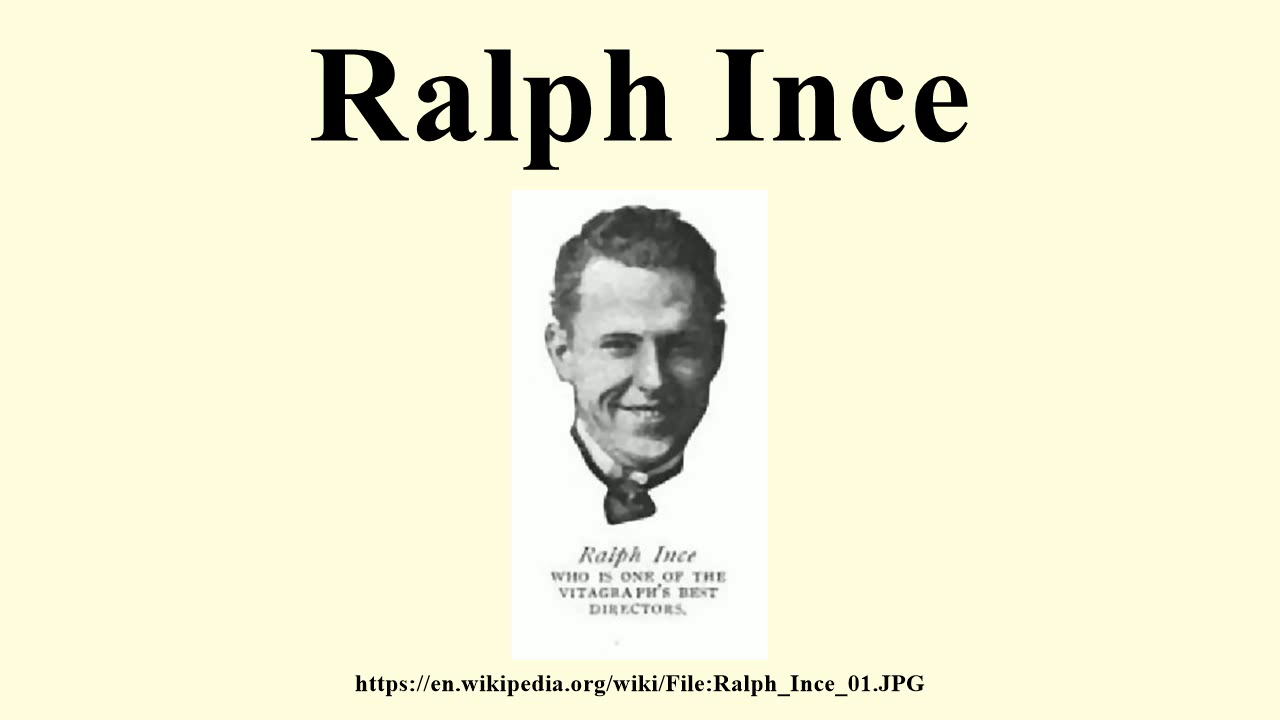 Ralph Ince
Ralph Ince
WHO IS ONE OF THE
VITAGRAPH'S BEST
DIRECTORS.
https://en.wikipedia.org/wiki/File:Ralph_Ince_01.JPG